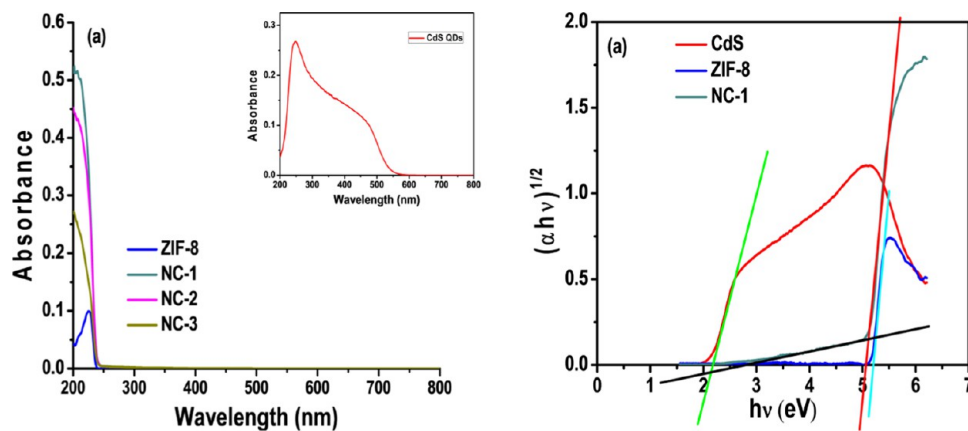 (a)
CdS QDs
0.3
0.2
0.1
0.0
Absorbance
200 300 400 500 600 700 800
Wavelength (nm)
0.6
0.5
0.4
0.3
0.2
0.1
0.0
Absorbance
ZIF-8
NC-1
NC-2
NC-3
200 300 400 500 600 700 800
Wavelength (nm)
(a)
CdS
ZIF-8
NC-1
2.0
1.5
1.0
0.5
0.0
(αhν)1/2
0 1 2 3 4 5 6 7
hν (eV)